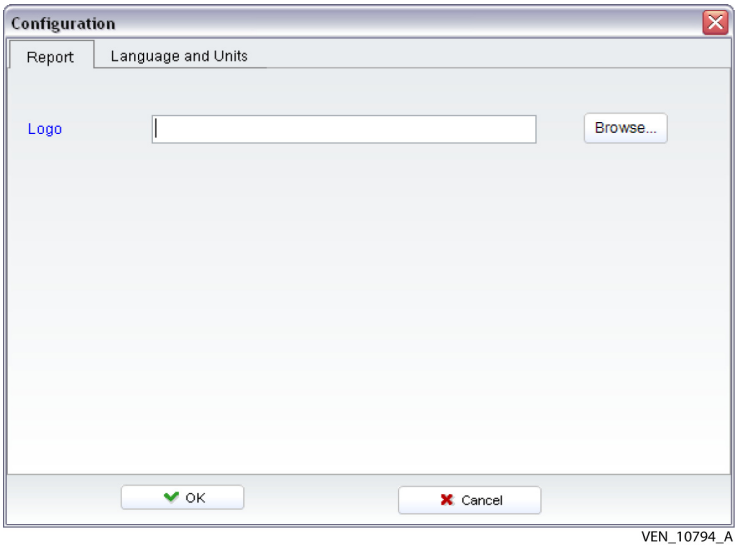 Configuration
Report Language and Units
Logo Browse...
OK Cancel
VEN_10794_A